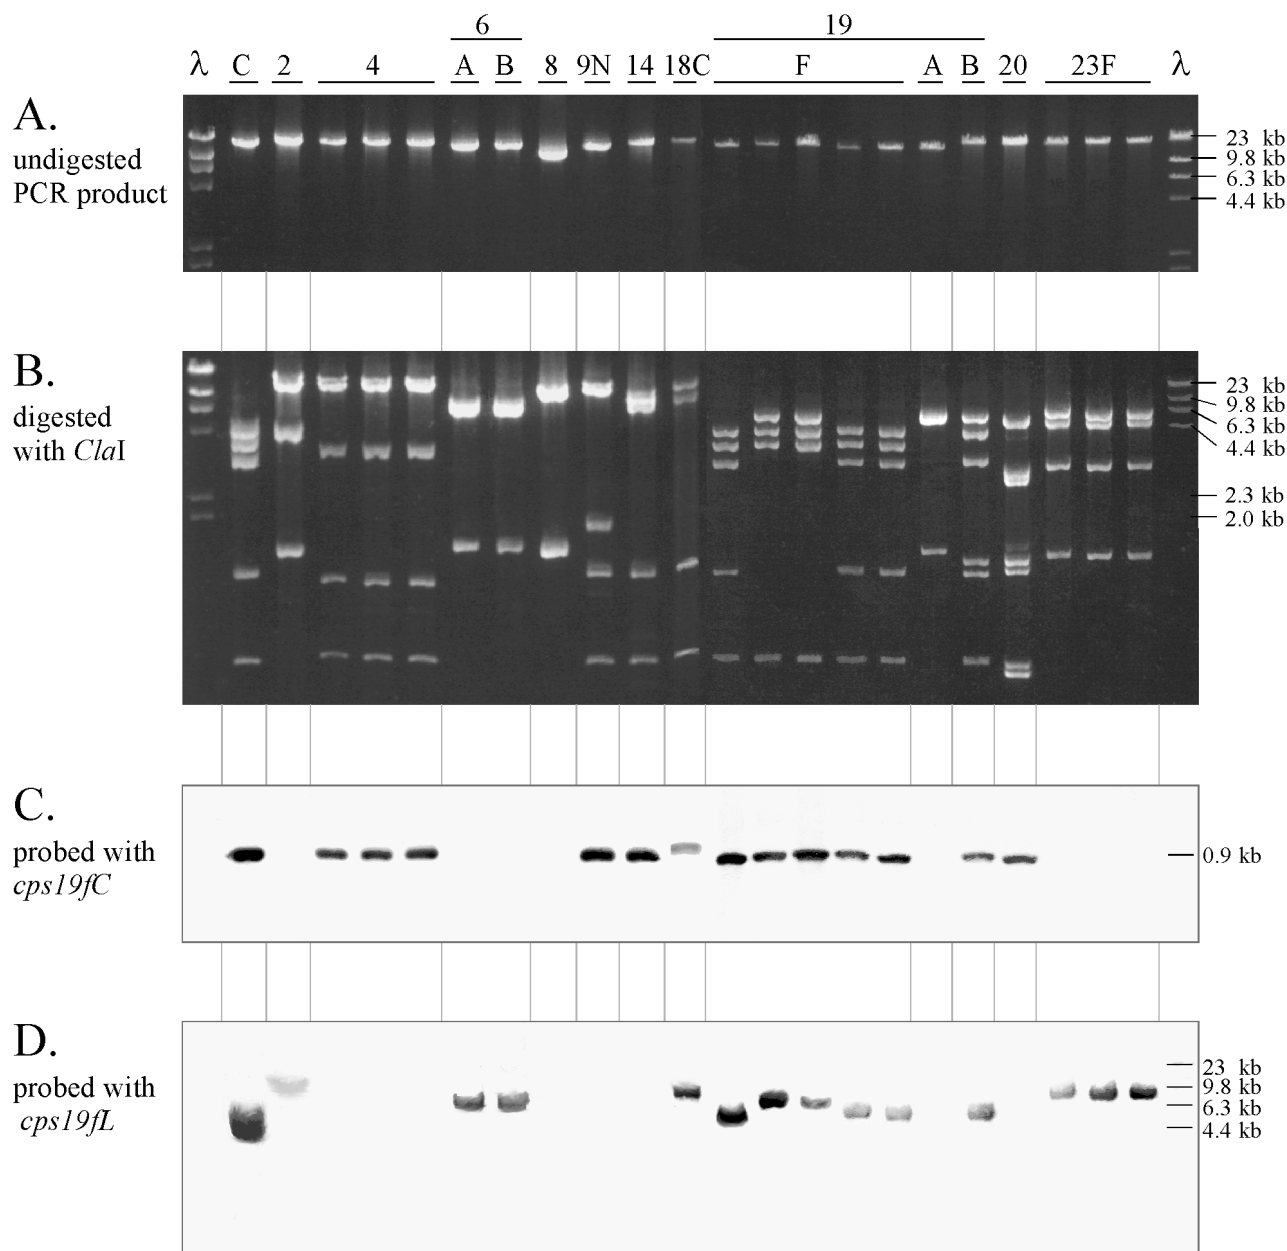 6 19
λ C 2 4 A B 8 9N 14 18C F A B 20 23F λ
A.
undigested
PCR product
23 kb
9.8 kb
6.3 kb
4.4 kb
B.
digested
with ClaI
23 kb
9.8 kb
6.3 kb
4.4 kb
2.3 kb
2.0 kb
C.
probed with
cps19fC
0.9 kb
D.
probed with
cps19fL
23 kb
9.8 kb
6.3 kb
4.4 kb